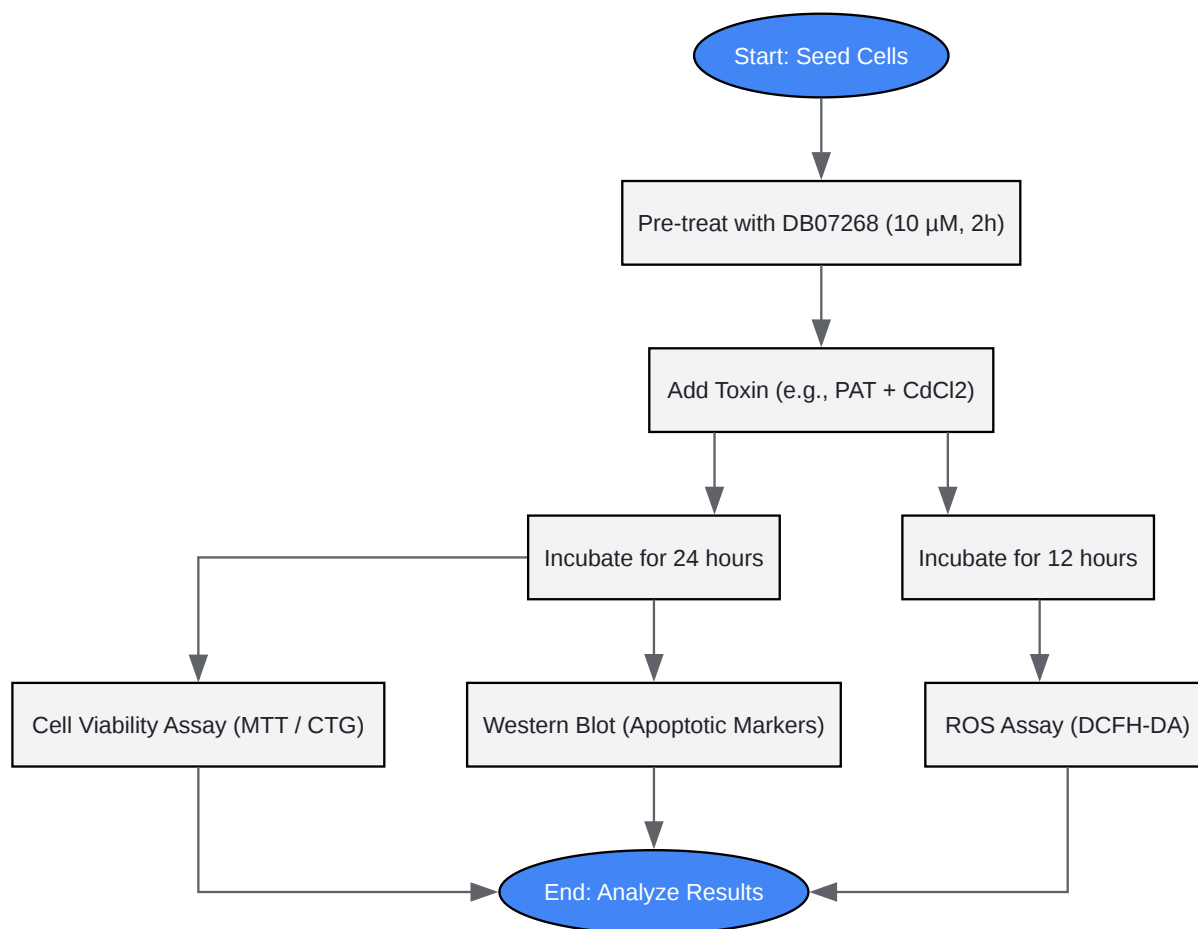 Start: Seed Cells
Pre-treat with DB07268 (10 µM, 2h)
Add Toxin (e.g., PAT + CdCl2)
Incubate for 24 hours
Incubate for 12 hours
Cell Viability Assay (MTT / CTG)
Western Blot (Apoptotic Markers)
ROS Assay (DCFH-DA)
End: Analyze Results